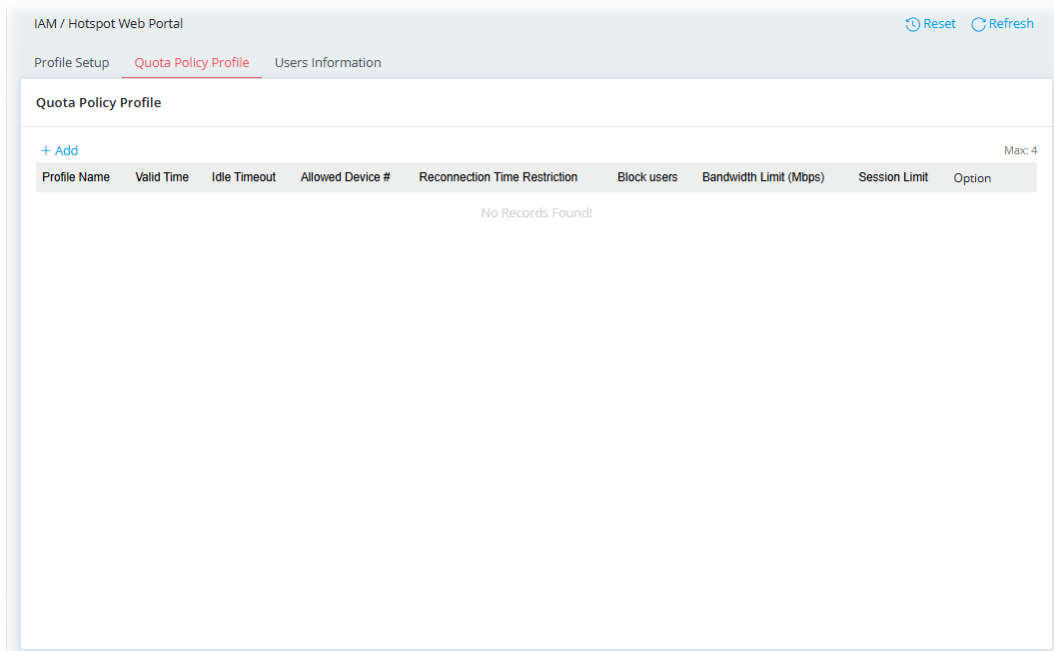 IAM / Hotspot Web Portal Reset Refresh
Profile Setup Quota Policy Profile Users Information
Quota Policy Profile
+ Add Max: 4
Profile Name Valid Time Idle Timeout Allowed Device # Reconnection Time Restriction Block users Bandwidth Limit (Mbps) Session Limit Option
No Records Found!